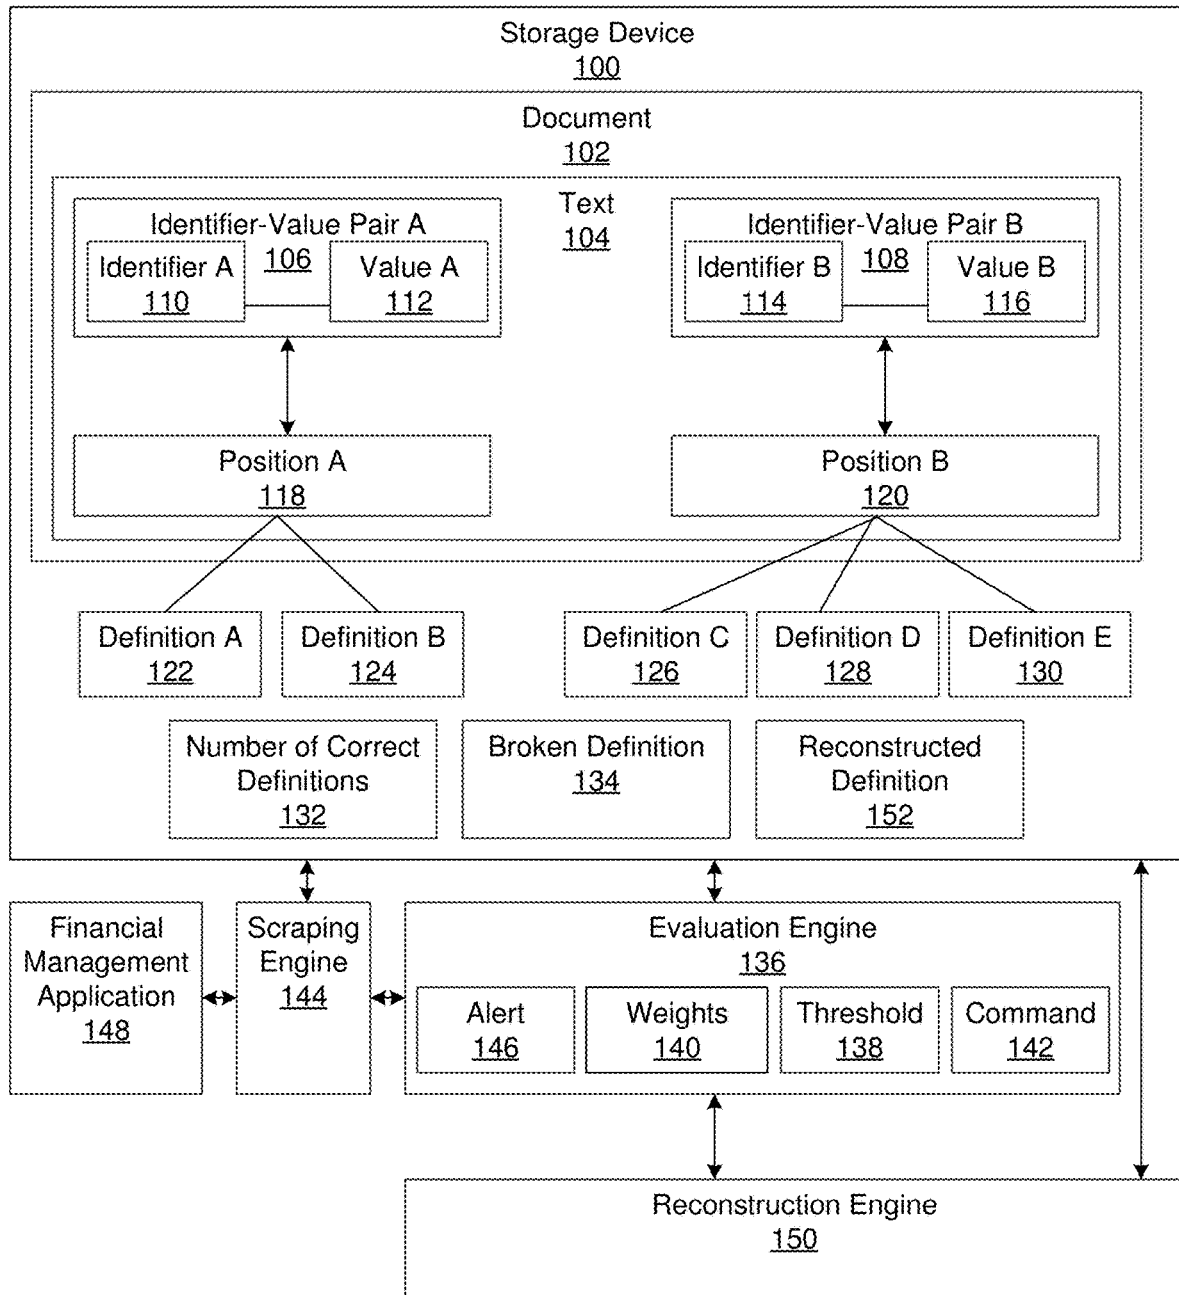 Storage Device
100
Document
102
Text
104
Identifier-Value Pair A
106
Identifier A
110
Value A
112
Identifier-Value Pair B
108
Identifier B
114
Value B
116
Position A
118
Position B
120
Definition A
122
Definition B
124
Definition C
126
Definition D
128
Definition E
130
Number of Correct
Definitions
132
Broken Definition
134
Reconstructed
Definition
152
Financial
Management
Application
148
Scraping
Engine
144
Evaluation Engine
136
Alert
146
Weights
140
Threshold
138
Command
142
Reconstruction Engine
150